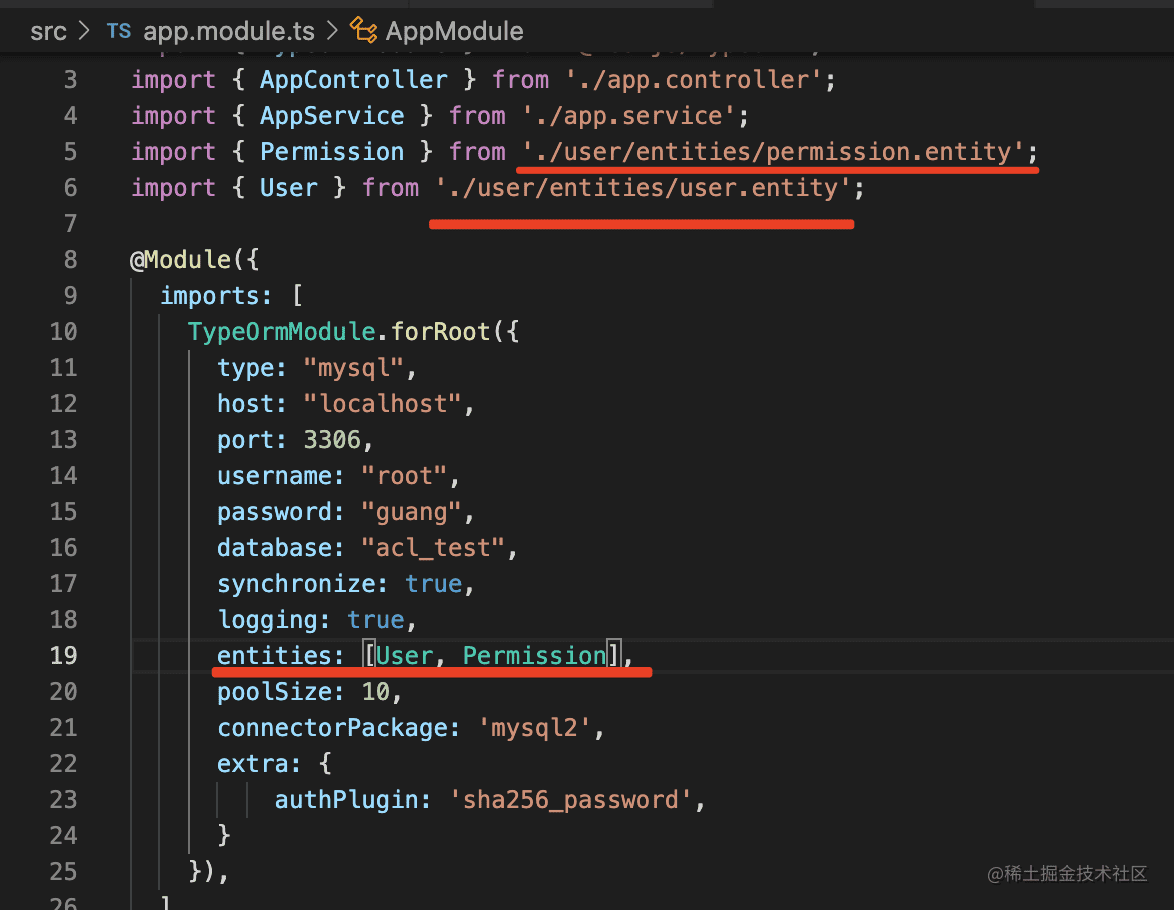 src > TS app.module.ts > AppModule
3 import { AppController } from './app.controller';
4 import { AppService } from './app.service';
5 import { Permission } from './user/entities/permission.entity';
6 import { User } from './user/entities/user.entity';
7
8 @Module({
9 imports: [
10 TypeOrmModule.forRoot({
11 type: "mysql",
12 host: "localhost",
13 port: 3306,
14 username: "root",
15 password: "guang",
16 database: "acl_test",
17 synchronize: true,
18 logging: true,
19 entities: [User, Permission],
20 poolSize: 10,
21 connectorPackage: 'mysql2',
22 extra: {
23 authPlugin: 'sha256_password',
24 }
25 }),
26 ]
@稀土掘金技术社区